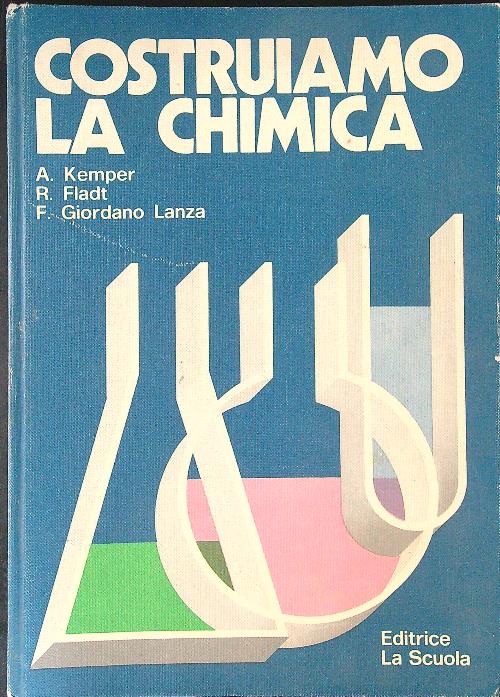 COSTRUIAMO
LA CHIMICA
A. Kemper
R. Fladt
F. Giordano Lanza
Editrice
La Scuola